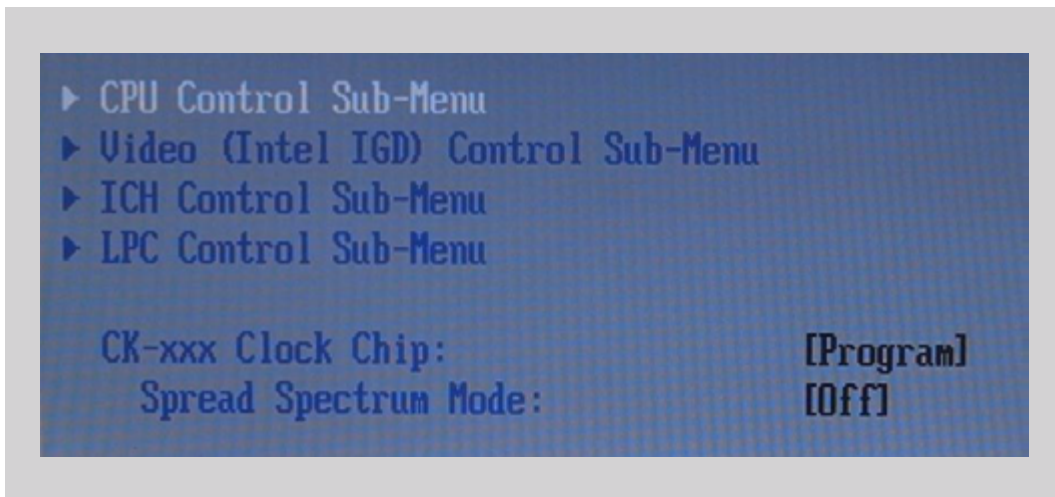 CPU Control Sub-Menu
Video (Intel IGD) Control Sub-Menu
ICH Control Sub-Menu
LPC Control Sub-Menu
CK-xxx Clock Chip: [Program]
Spread Spectrum Mode: [Off]